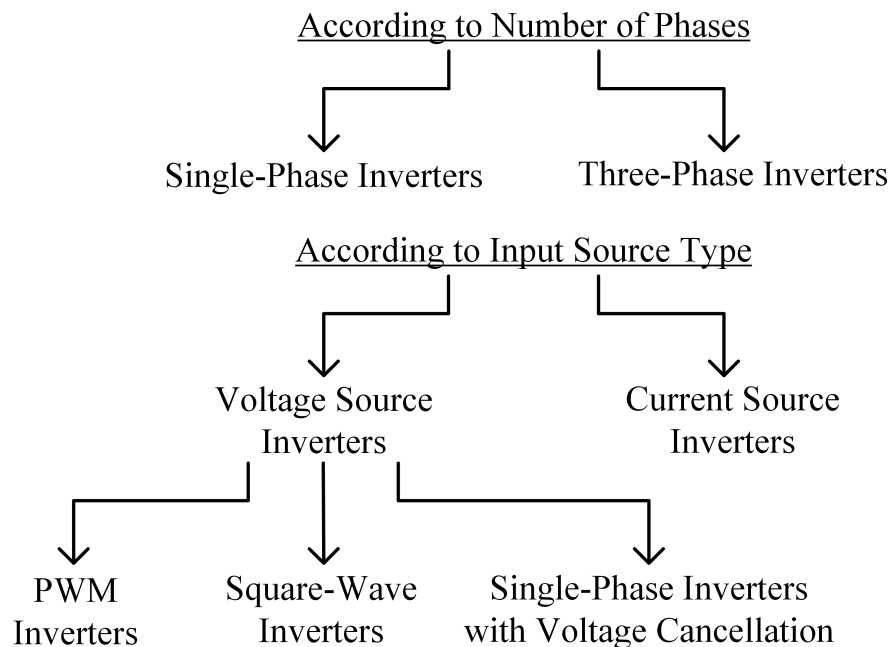 According to Number of Phases
Single-Phase Inverters
Three-Phase Inverters
According to Input Source Type
Voltage Source
Inverters
Current Source
Inverters
PWM
Inverters
Square-Wave
Inverters
Single-Phase Inverters
with Voltage Cancellation